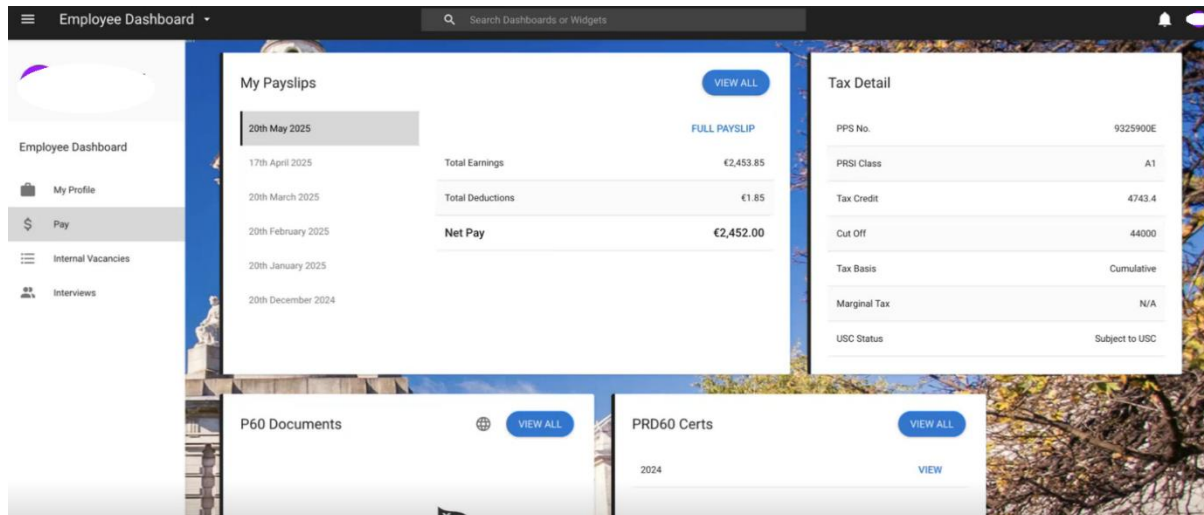 Employee Dashboard
Search Dashboards or Widgets
Employee Dashboard
My Profile
Pay
Internal Vacancies
Interviews
My Payslips
VIEW ALL
20th May 2025
17th April 2025
20th March 2025
20th February 2025
20th January 2025
20th December 2024
FULL PAYSLIP
Total Earnings €2,453.85
Total Deductions €1.85
Net Pay €2,452.00
Tax Detail
PPS No. 9325900E
PRSI Class A1
Tax Credit 4743.4
Cut Off 44000
Tax Basis Cumulative
Marginal Tax N/A
USC Status Subject to USC
P60 Documents
VIEW ALL
PRD60 Certs
VIEW ALL
2024 VIEW